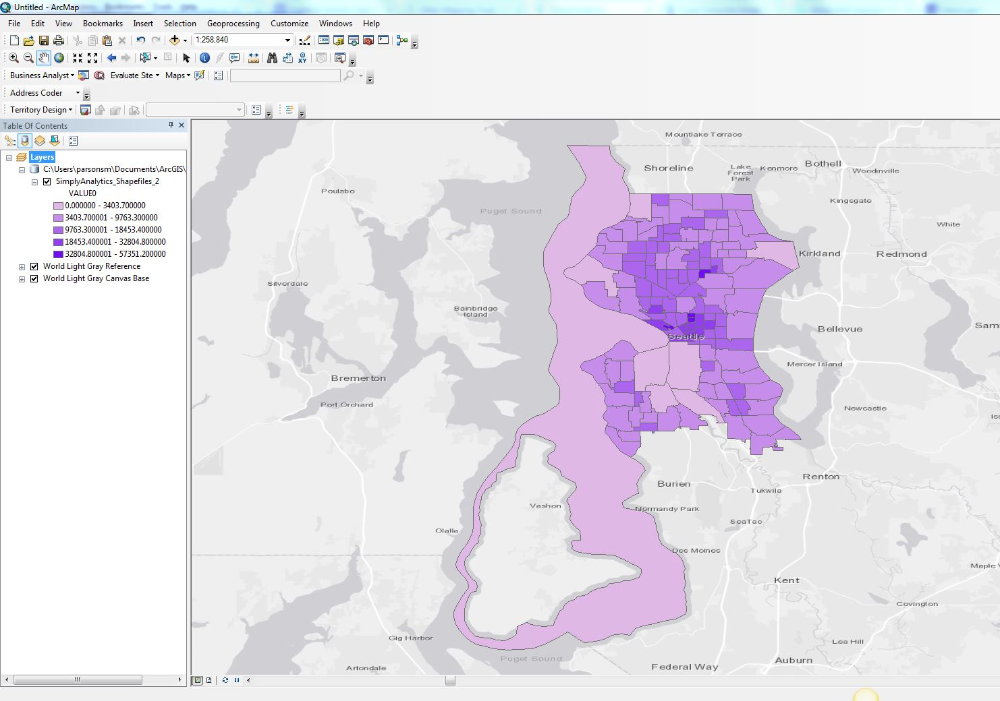 Untitled - ArcMap
File Edit View Bookmarks Insert Selection Geoprocessing Customize Windows Help
1:258,840
Business Analyst Evaluate Site Maps
Address Coder
Territory Design
Table Of Contents
Layers
C:\Users\parsonsm\Documents\ArcGIS\
SimplyAnalytics_Shapefiles_2
VALUE0
0.000000 - 3403.700000
3403.700001 - 9763.300000
9763.300001 - 18453.400000
18453.400001 - 32804.800000
32804.800001 - 57351.200000
World Light Gray Reference
World Light Gray Canvas Base
Mountlake Terrace
Shoreline
Lake
Forest
Park
Kenmore
Bothell
Woodinville
Poulsbo
Kingsgate
Puget Sound
White
Kirkland
Redmond
Silverdale
Bainbridge
Island
Bellevue
Sam
Seattle
Mercer Island
Bremerton
Port Orchard
Newcastle
Iss
Renton
Burien
Tukwila
Vashon
Normandy Park
SeaTac
Olalla
Des Moines
Maple V
Kent
Covington
Gig Harbor
Lea Hill
Puget Sound
Auburn
Artondale
Federal Way